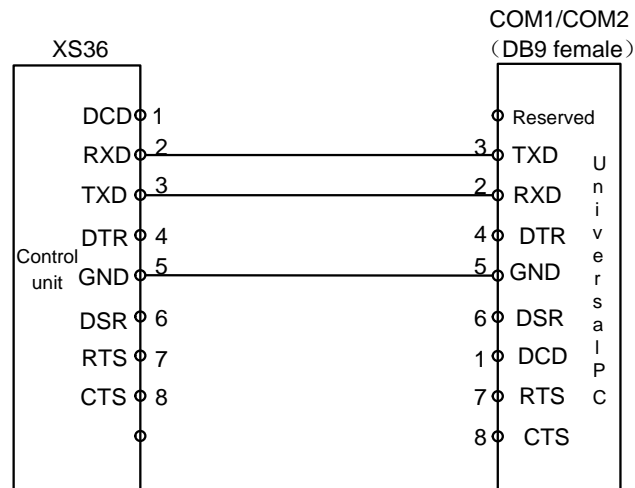 COM1/COM2
XS36
（DB9 female）
DCD 1
Reserved
RXD 2
3 TXD
TXD 3
2 RXD
DTR 4
4 DTR
Control
unit
GND 5
5 GND
DSR 6
6 DSR
RTS 7
1 DCD
CTS 8
7 RTS
8 CTS
Universal PC